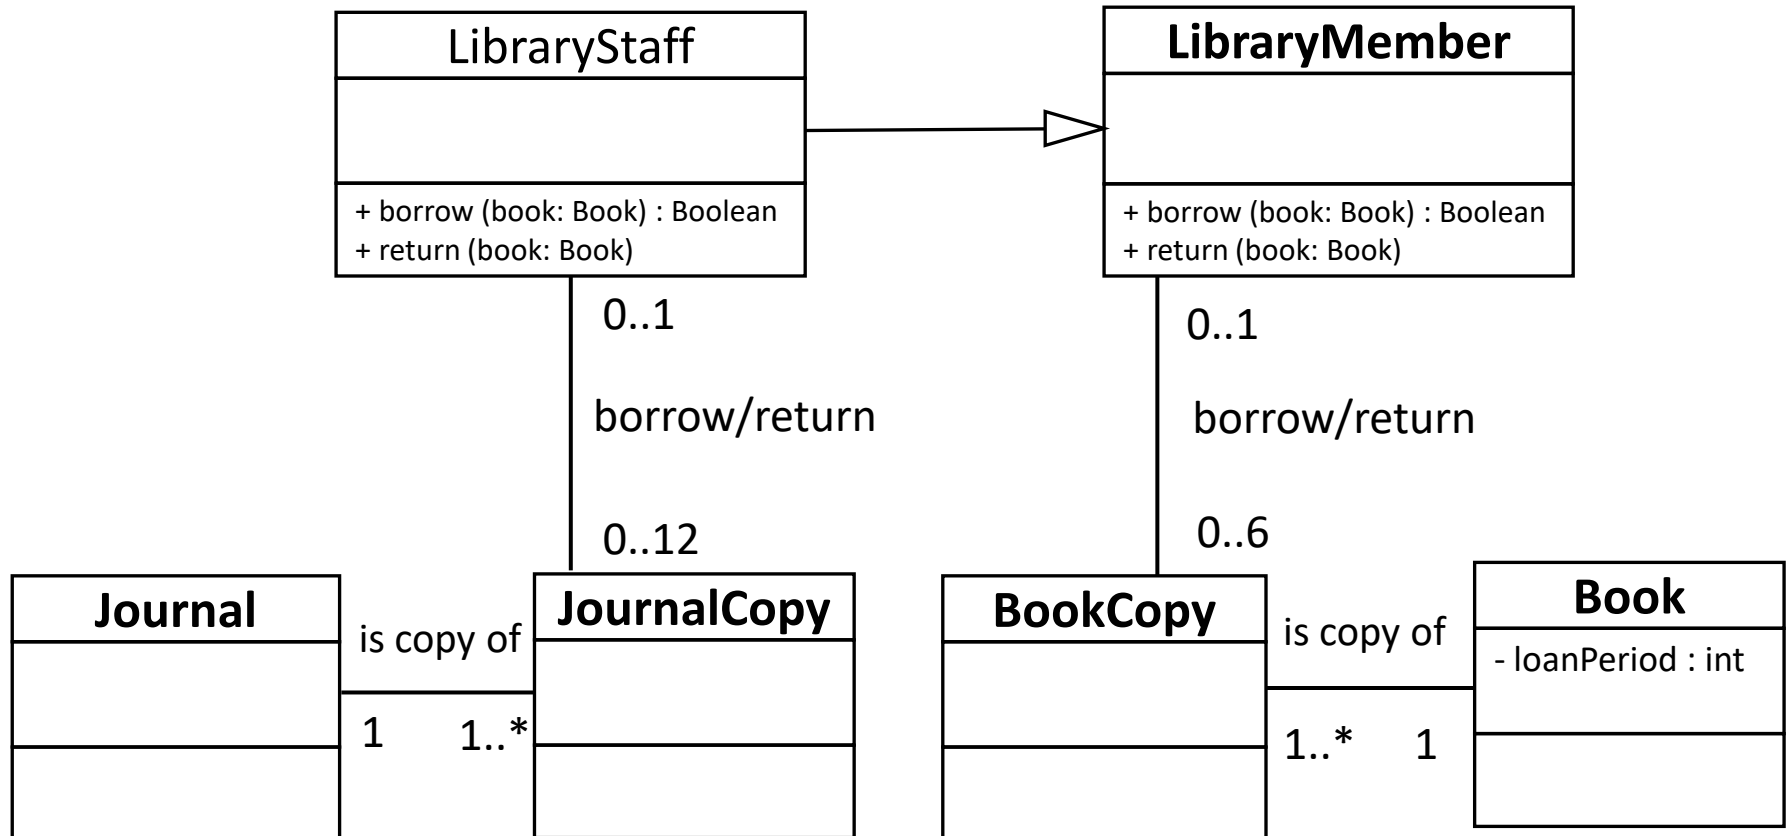 LibraryStaff
+ borrow (book: Book) : Boolean
+ return (book: Book)
LibraryMember
+ borrow (book: Book) : Boolean
+ return (book: Book)
0..1
borrow/return
0..12
0..1
borrow/return
0..6
Journal
is copy of
1
1..*
JournalCopy
BookCopy
is copy of
1..*
1
Book
- loanPeriod : int